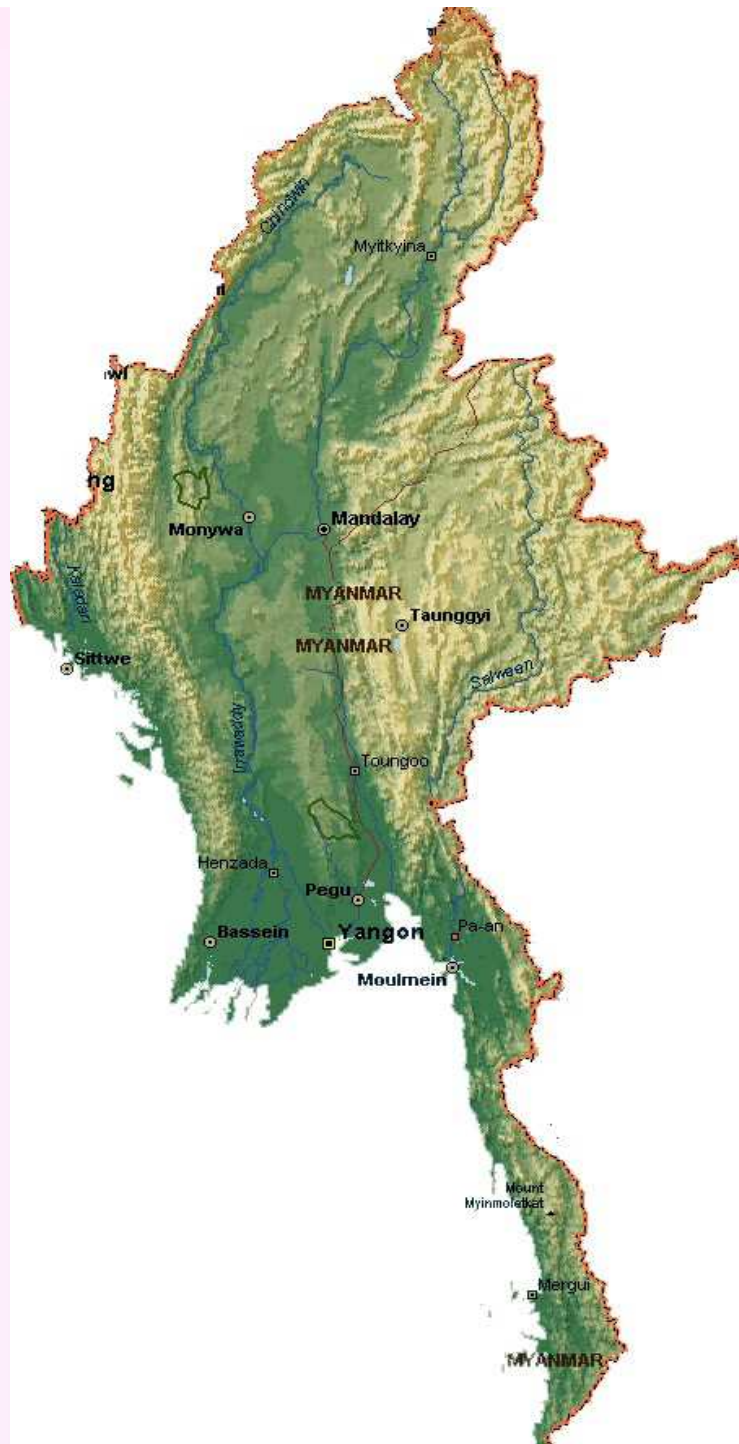 Chindwin
Myitkyina
wl
ng
Monywa
Mandalay
MYANMAR
Kaladan
Taunggyi
MYANMAR
Sittwe
Salween
Irrawaddy
Toungoo
Henzada
Pegu
Bassein
Yangon
Pa-an
Moulmein
Mount
Myinmoletkat
Mergui
MYANMAR